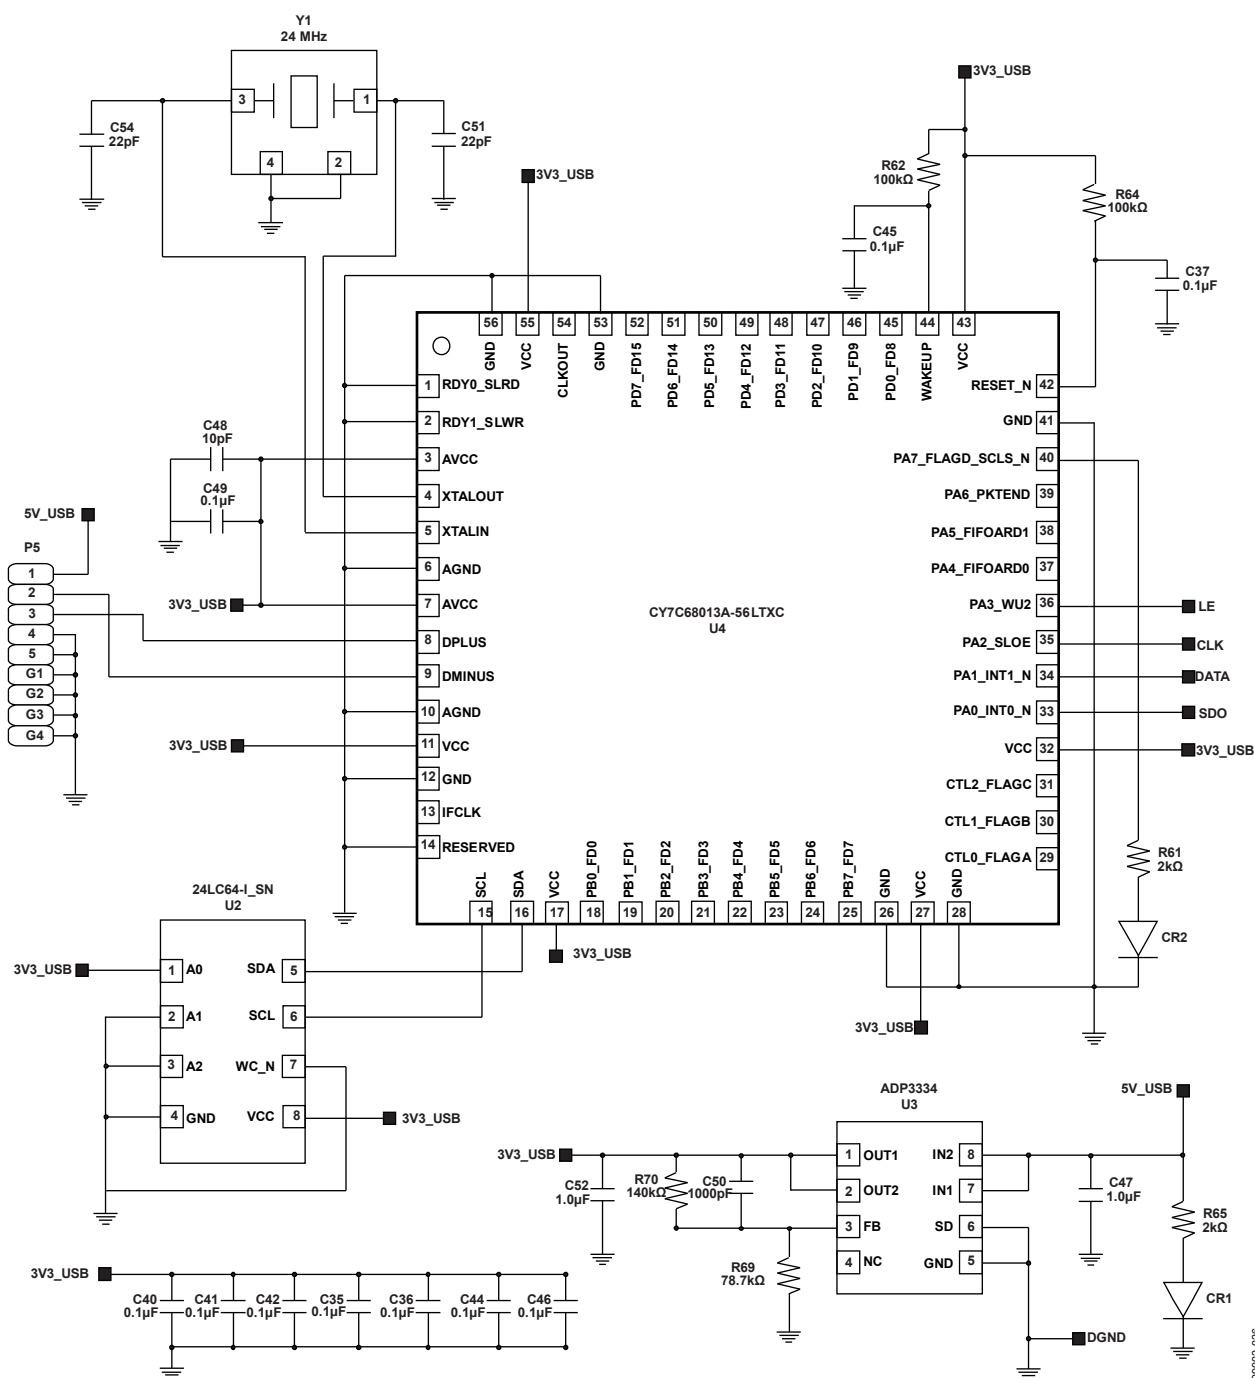 Y1
24 MHz
3
1
4
2
C54
22pF
C51
22pF
3V3_USB
3V3_USB
R62
100kΩ
R64
100kΩ
C45
0.1µF
C37
0.1µF
56
55
54
53
52
51
50
49
48
47
46
45
44
43
GND
VCC
CLKOUT
GND
PD7_FD15
PD6_FD14
PD5_FD13
PD4_FD12
PD3_FD11
PD2_FD10
PD1_FD9
PD0_FD8
WAKEUP
VCC
1 RDY0_SLRD
2 RDY1_SLWR
3 AVCC
4 XTALOUT
5 XTALIN
6 AGND
7 AVCC
8 DPLUS
9 DMINUS
10 AGND
11 VCC
12 GND
13 IFCLK
14 RESERVED
C48
10pF
C49
0.1µF
3V3_USB
3V3_USB
5V_USB
P5
1
2
3
4
5
G1
G2
G3
G4
CY7C68013A-56LTXC
U4
RESET_N 42
GND 41
PA7_FLAGD_SCLS_N 40
PA6_PKTEND 39
PA5_FIFOARD1 38
PA4_FIFOARD0 37
PA3_WU2 36
PA2_SLOE 35
PA1_INT1_N 34
PA0_INT0_N 33
VCC 32
CTL2_FLAGC 31
CTL1_FLAGB 30
CTL0_FLAGA 29
LE
CLK
DATA
SDO
3V3_USB
R61
2kΩ
CR2
SCL
SDA
VCC
PB0_FD0
PB1_FD1
PB2_FD2
PB3_FD3
PB4_FD4
PB5_FD5
PB6_FD6
PB7_FD7
GND
VCC
GND
15
16
17
18
19
20
21
22
23
24
25
26
27
28
3V3_USB
3V3_USB
24LC64-I_SN
U2
3V3_USB
1 A0
2 A1
3 A2
4 GND
SDA 5
SCL 6
WC_N 7
VCC 8
3V3_USB
ADP3334
U3
5V_USB
3V3_USB
C52
1.0µF
R70
140kΩ
C50
1000pF
R69
78.7kΩ
1 OUT1
2 OUT2
3 FB
4 NC
IN2 8
IN1 7
SD 6
GND 5
C47
1.0µF
R65
2kΩ
CR1
DGND
3V3_USB
C40
0.1µF
C41
0.1µF
C42
0.1µF
C35
0.1µF
C36
0.1µF
C44
0.1µF
C46
0.1µF